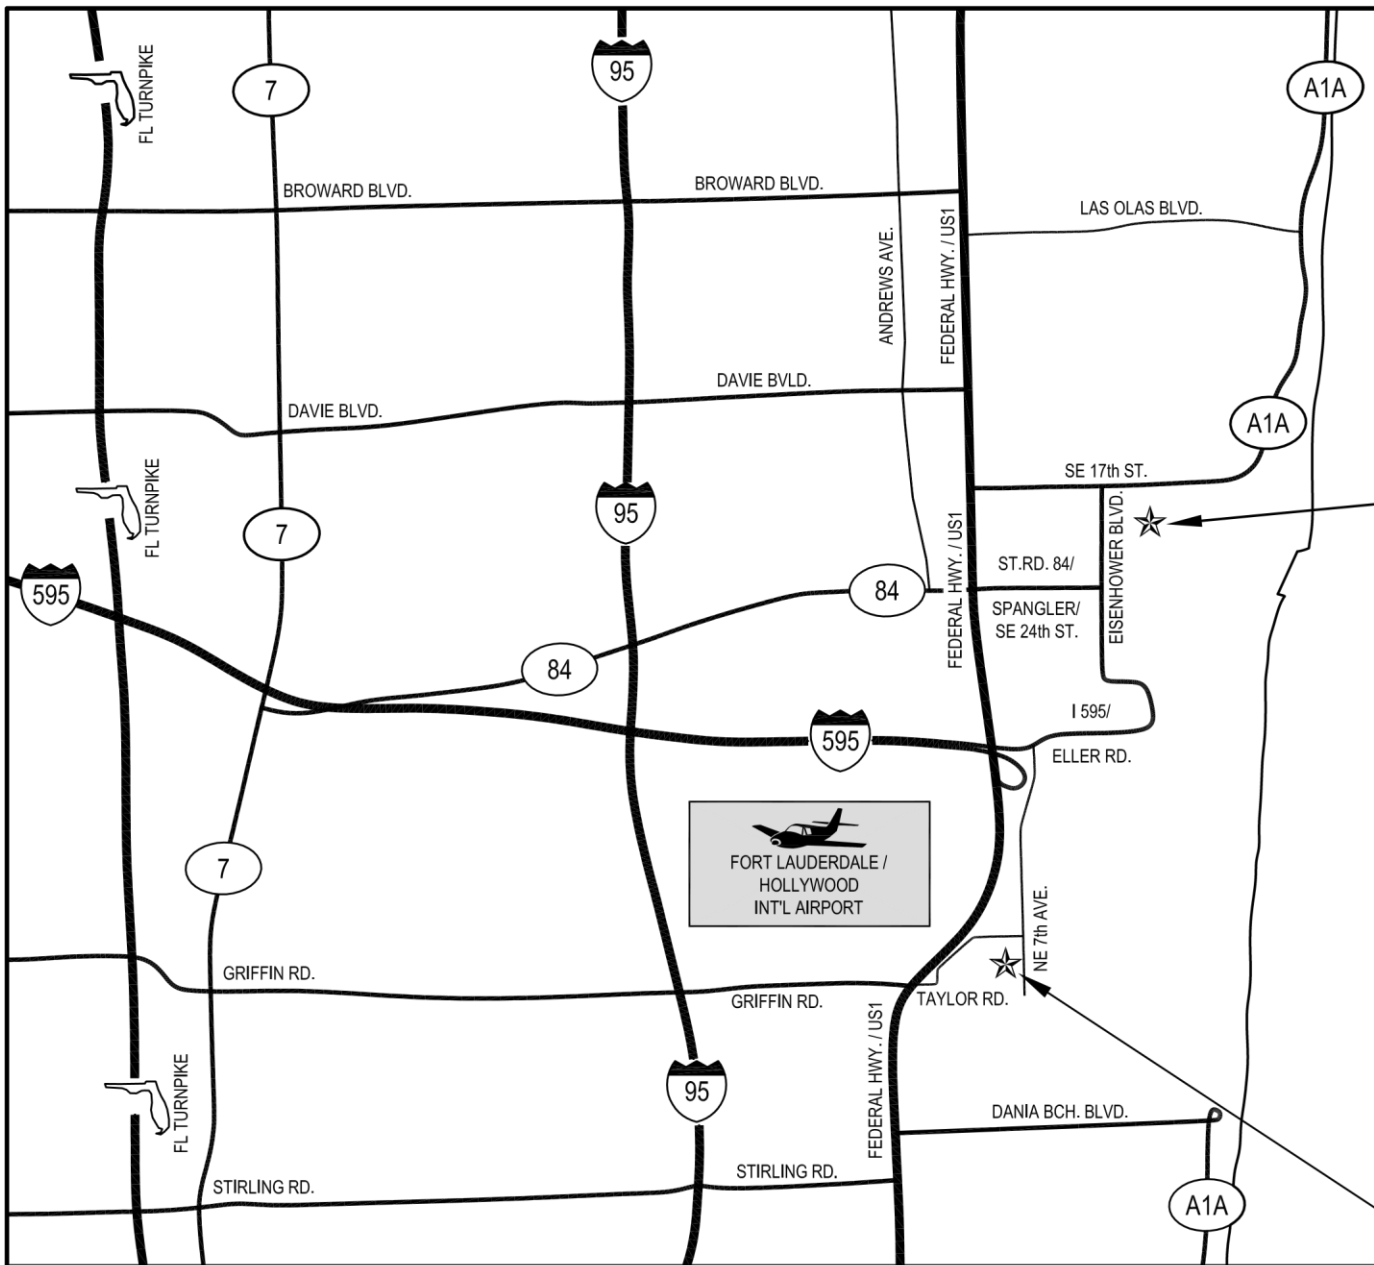 FL TURNPIKE
7
95
A1A
BROWARD BLVD.
BROWARD BLVD.
LAS OLAS BLVD.
ANDREWS AVE.
FEDERAL HWY. / US1
DAVIE BLVD.
DAVIE BVLD.
A1A
SE 17th ST.
FL TURNPIKE
7
95
EISENHOWER BLVD.
FEDERAL HWY. / US1
ST.RD. 84/
SPANGLER/
SE 24th ST.
595
84
84
I 595/
ELLER RD.
595
FORT LAUDERDALE /
HOLLYWOOD
INT'L AIRPORT
7
NE 7th AVE.
GRIFFIN RD.
GRIFFIN RD.
TAYLOR RD.
FEDERAL HWY. / US1
FL TURNPIKE
95
DANIA BCH. BLVD.
STIRLING RD.
STIRLING RD.
A1A